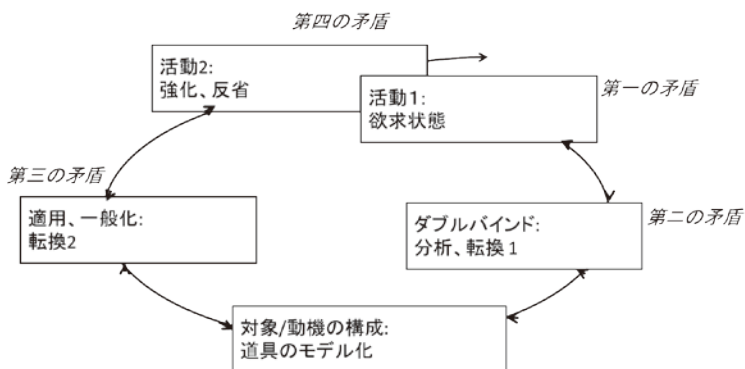 第四の矛盾
活動2:
強化、反省
活動1:
欲求状態
第一の矛盾
第三の矛盾
適用、一般化:
転換2
ダブルバインド:
分析、転換1
第二の矛盾
対象/動機の構成:
道具のモデル化